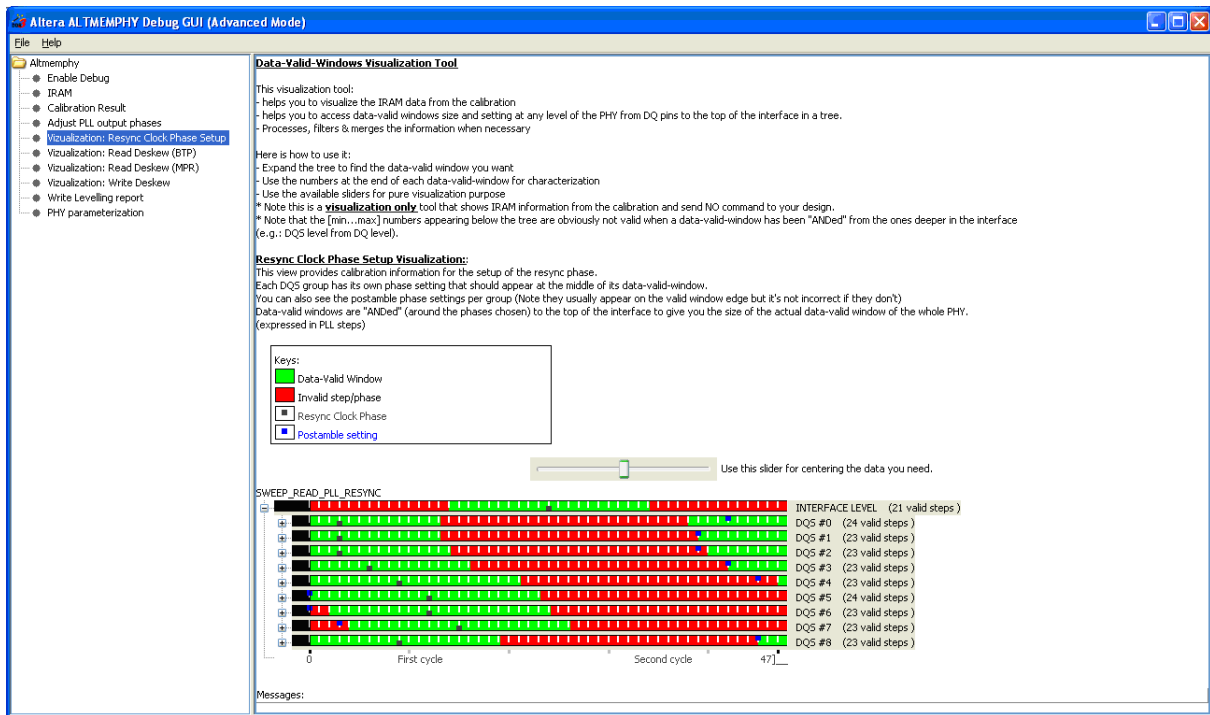 Altera ALTMEMPHY Debug GUI (Advanced Mode)
File Help
Altmemphy
Enable Debug
IRAM
Calibration Result
Adjust PLL output phases
Vizualization: Resync Clock Phase Setup
Vizualization: Read Deskew (BTP)
Vizualization: Read Deskew (MPR)
Vizualization: Write Deskew
Write Levelling report
PHY parameterization
Data-Valid-Windows Visualization Tool
This visualization tool:
- helps you to visualize the IRAM data from the calibration
- helps you to access data-valid windows size and setting at any level of the PHY from DQ pins to the top of the interface in a tree.
- Processes, filters & merges the information when necessary
Here is how to use it:
- Expand the tree to find the data-valid window you want
- Use the numbers at the end of each data-valid-window for characterization
- Use the available sliders for pure visualization purpose
* Note this is a visualization only tool that shows IRAM information from the calibration and send NO command to your design.
* Note that the [min...max] numbers appearing below the tree are obviously not valid when a data-valid-window has been "ANDed" from the ones deeper in the interface
(e.g.: DQS level from DQ level).
Resync Clock Phase Setup Visualization::
This view provides calibration information for the setup of the resync phase.
Each DQS group has its own phase setting that should appear at the middle of its data-valid-window.
You can also see the postamble phase settings per group (Note they usually appear on the valid window edge but it's not incorrect if they don't)
Data-valid windows are "ANDed" (around the phases chosen) to the top of the interface to give you the size of the actual data-valid window of the whole PHY.
(expressed in PLL steps)
Keys:
Data-Valid Window
Invalid step/phase
Resync Clock Phase
Postamble setting
Use this slider for centering the data you need.
SWEEP_READ_PLL_RESYNC
INTERFACE LEVEL (21 valid steps )
DQS #0 (24 valid steps )
DQS #1 (23 valid steps )
DQS #2 (23 valid steps )
DQS #3 (23 valid steps )
DQS #4 (23 valid steps )
DQS #5 (24 valid steps )
DQS #6 (23 valid steps )
DQS #7 (23 valid steps )
DQS #8 (23 valid steps )
0 First cycle Second cycle 47]__
Messages: